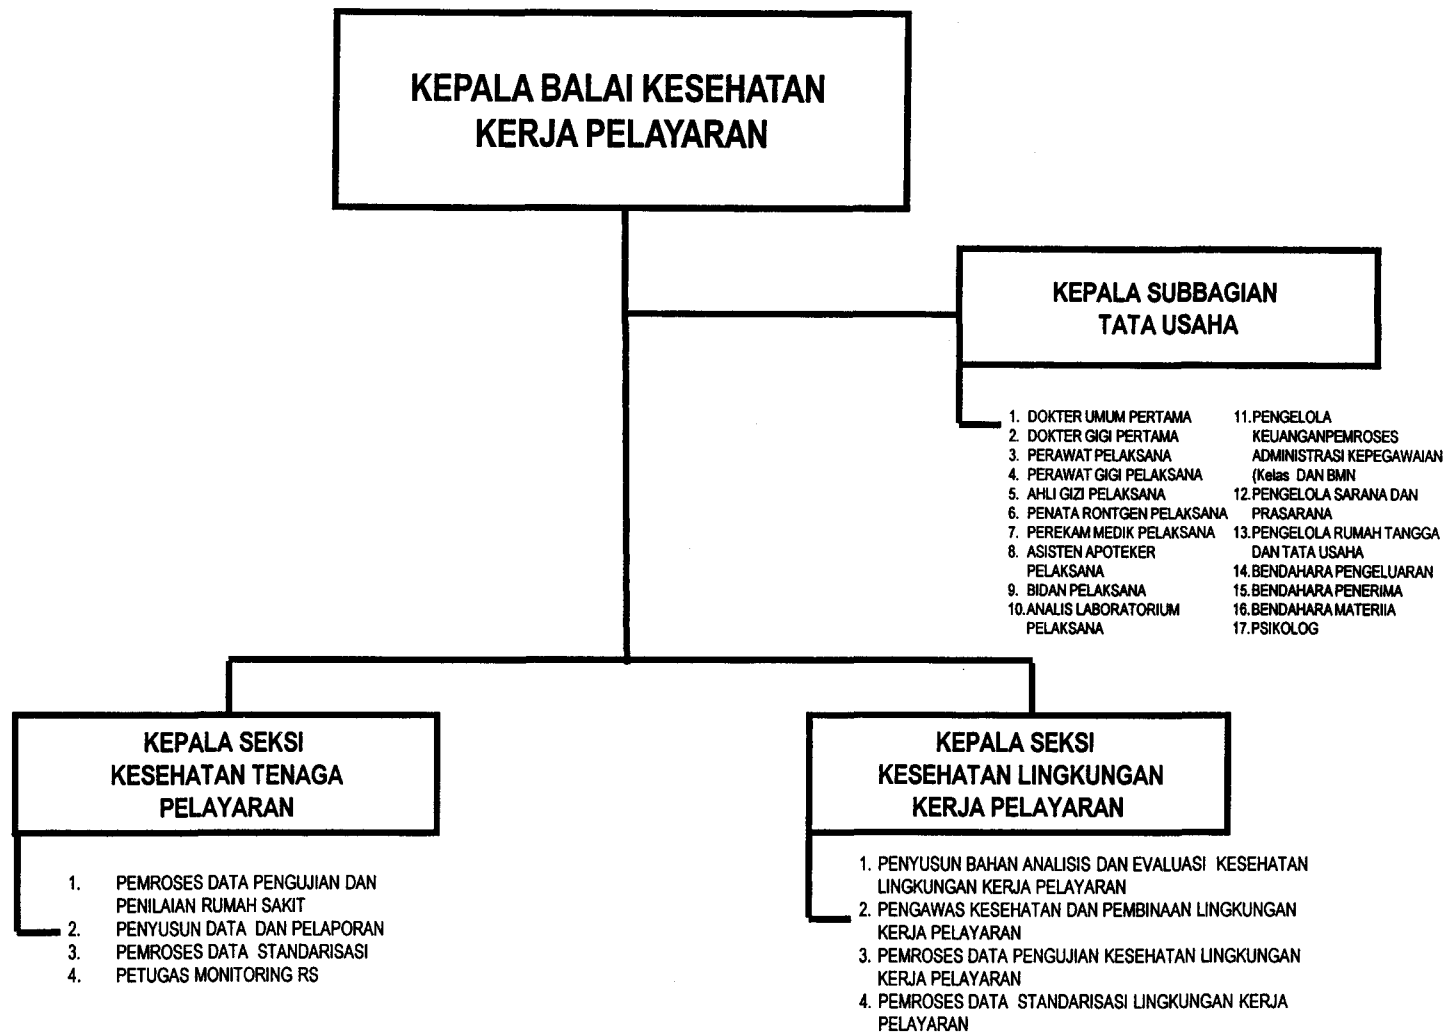 KEPALA BALAI KESEHATAN
KERJA PELAYARAN
KEPALA SUBBAGIAN
TATA USAHA
1. DOKTER UMUM PERTAMA
2. DOKTER GIGI PERTAMA
3. PERAWAT PELAKSANA
4. PERAWAT GIGI PELAKSANA
5. AHLI GIZI PELAKSANA
6. PENATA RONTGEN PELAKSANA
7. PEREKAM MEDIK PELAKSANA
8. ASISTEN APOTEKER
PELAKSANA
9. BIDAN PELAKSANA
10. ANALIS LABORATORIUM
PELAKSANA
11. PENGELOLA
KEUANGANPEMROSES
ADMINISTRASI KEPEGAWAIAN
(Kelas DAN BMN
12. PENGELOLA SARANA DAN
PRASARANA
13. PENGELOLA RUMAH TANGGA
DAN TATA USAHA
14. BENDAHARA PENGELUARAN
15. BENDAHARA PENERIMA
16. BENDAHARA MATERIIA
17. PSIKOLOG
KEPALA SEKSI
KESEHATAN TENAGA
PELAYARAN
1. PEMROSES DATA PENGUJIAN DAN
PENILAIAN RUMAH SAKIT
2. PENYUSUN DATA DAN PELAPORAN
3. PEMROSES DATA STANDARISASI
4. PETUGAS MONITORING RS
KEPALA SEKSI
KESEHATAN LINGKUNGAN
KERJA PELAYARAN
1. PENYUSUN BAHAN ANALISIS DAN EVALUASI KESEHATAN
LINGKUNGAN KERJA PELAYARAN
2. PENGAWAS KESEHATAN DAN PEMBINAAN LINGKUNGAN
KERJA PELAYARAN
3. PEMROSES DATA PENGUJIAN KESEHATAN LINGKUNGAN
KERJA PELAYARAN
4. PEMROSES DATA STANDARISASI LINGKUNGAN KERJA
PELAYARAN